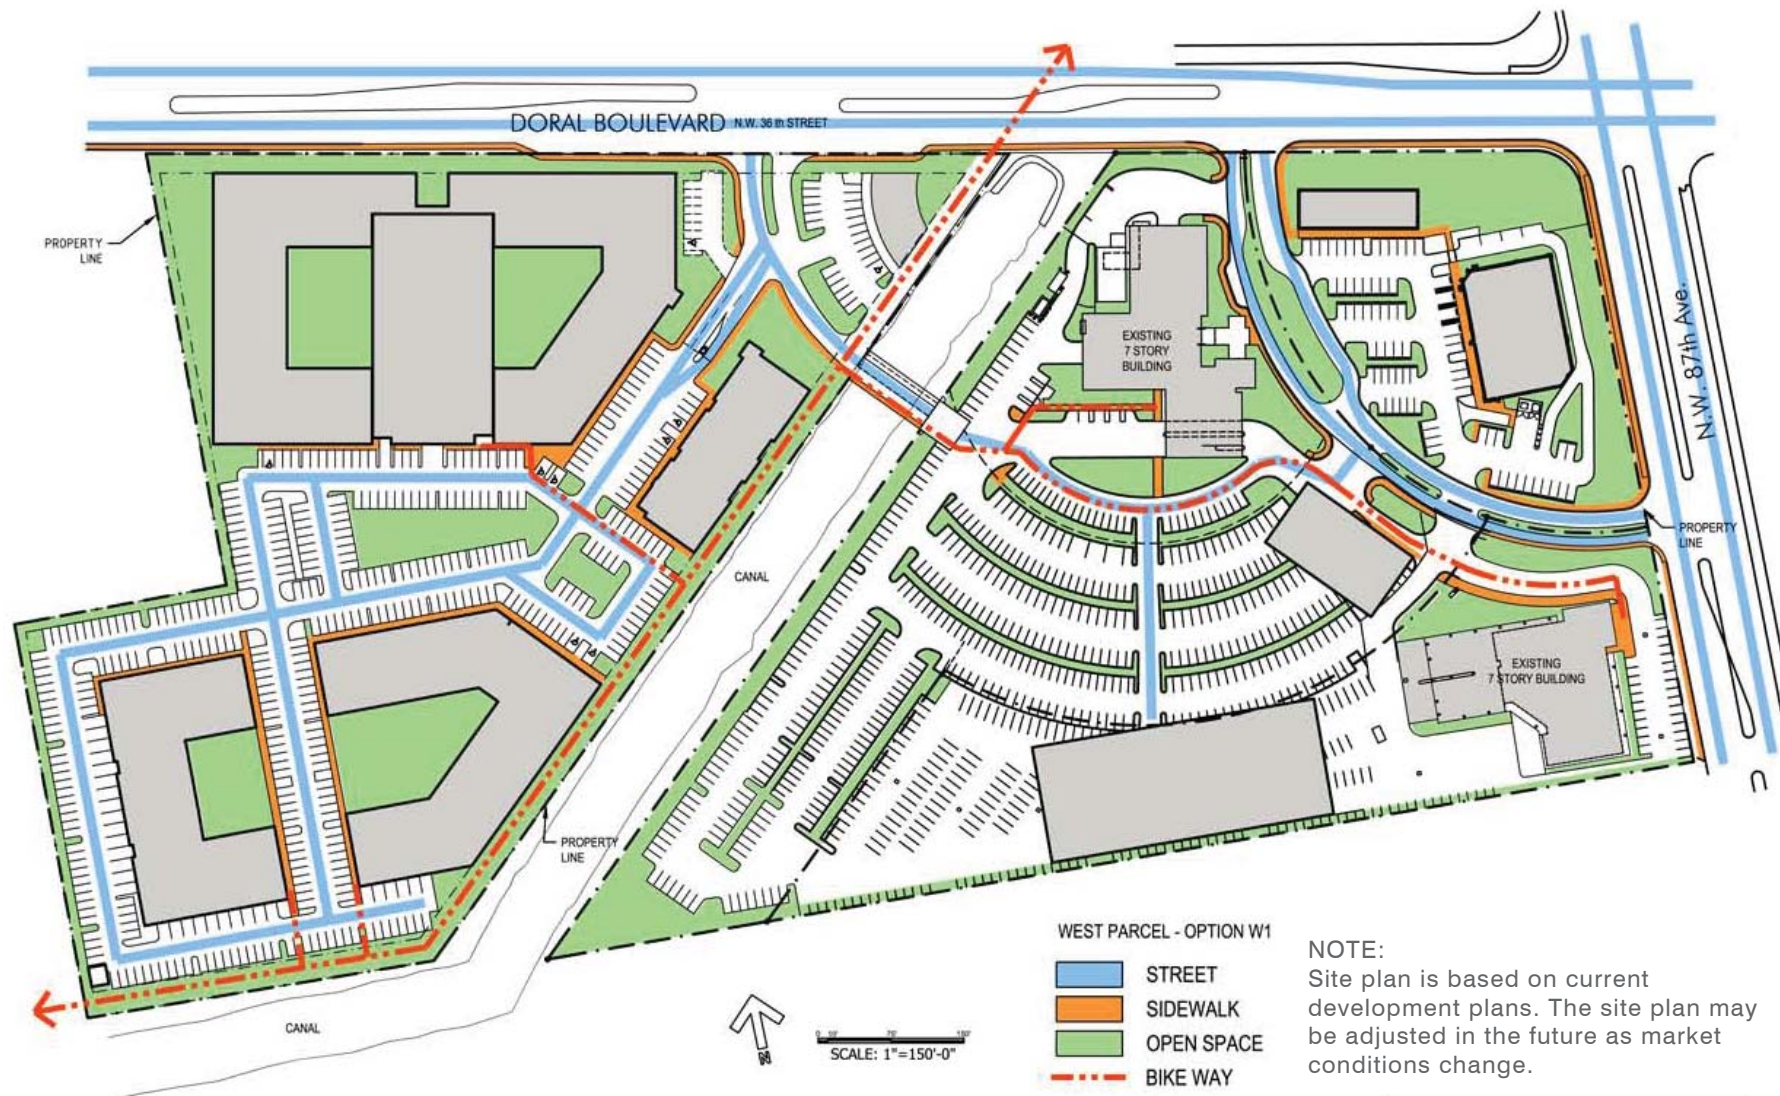 DORAL BOULEVARD N.W. 36 th STREET
PROPERTY
LINE
N.W. 87th Ave.
EXISTING
7 STORY
BUILDING
PROPERTY
LINE
CANAL
EXISTING
7 STORY BUILDING
PROPERTY
LINE
CANAL
N
SCALE: 1"=150'-0"
WEST PARCEL - OPTION W1
STREET
SIDEWALK
OPEN SPACE
BIKE WAY
NOTE:
Site plan is based on current
development plans. The site plan may
be adjusted in the future as market
conditions change.